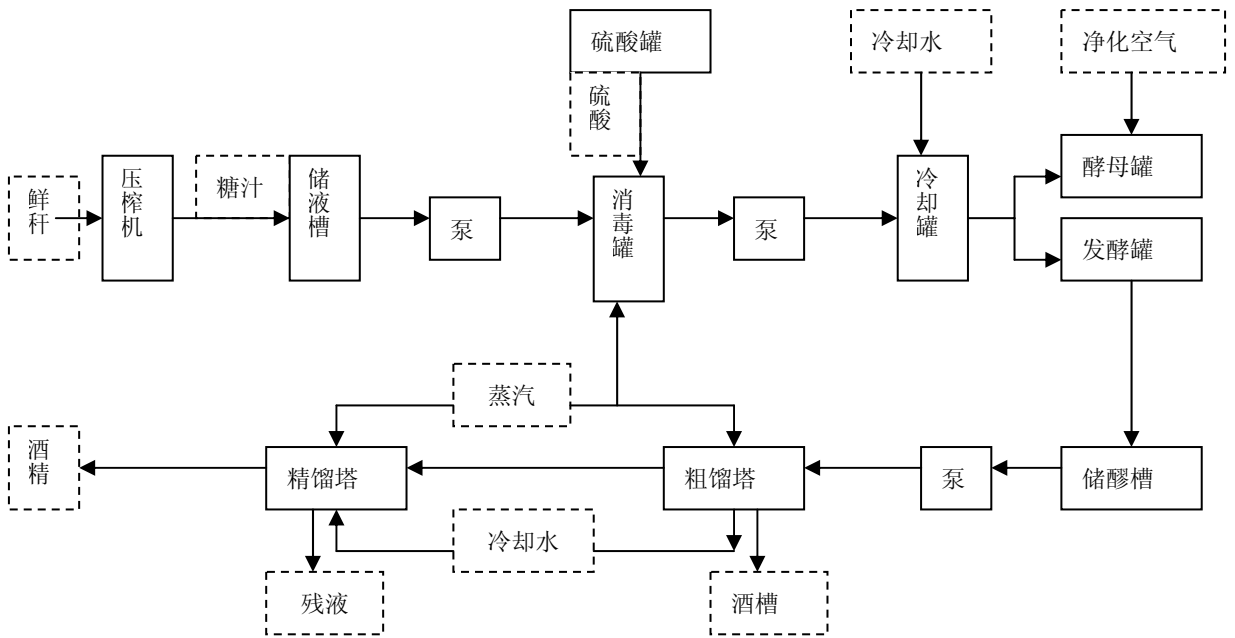 硫酸罐
冷却水
净化空气
硫酸
鲜秆
压榨机
糖汁
储液槽
泵
消毒罐
泵
冷却罐
酵母罐
发酵罐
蒸汽
酒精
精馏塔
粗馏塔
泵
储醪槽
冷却水
残液
酒槽